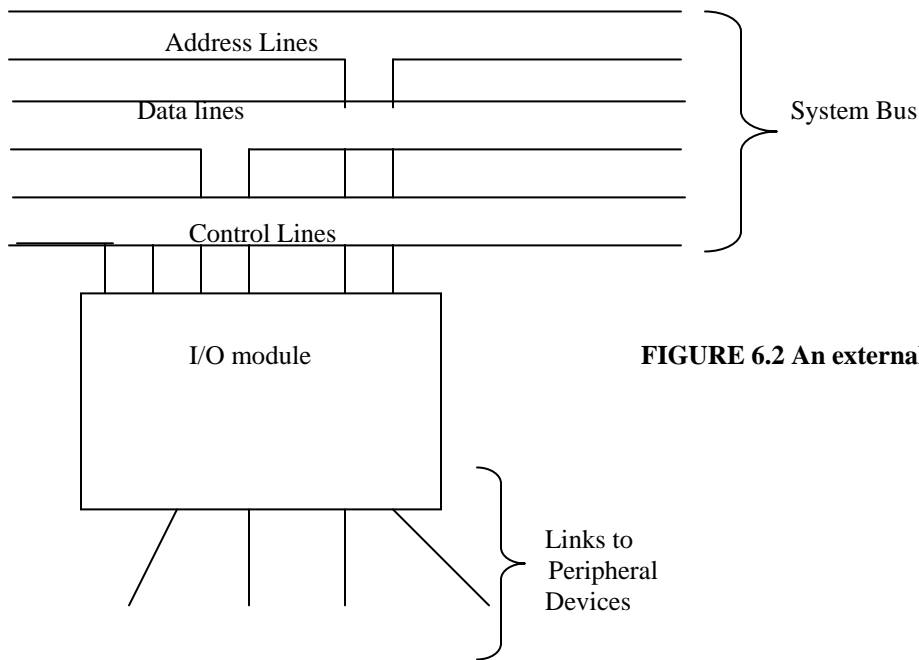 Address Lines
Data lines
System Bus
Control Lines
I/O module
FIGURE 6.2 An external
Links to
Peripheral
Devices